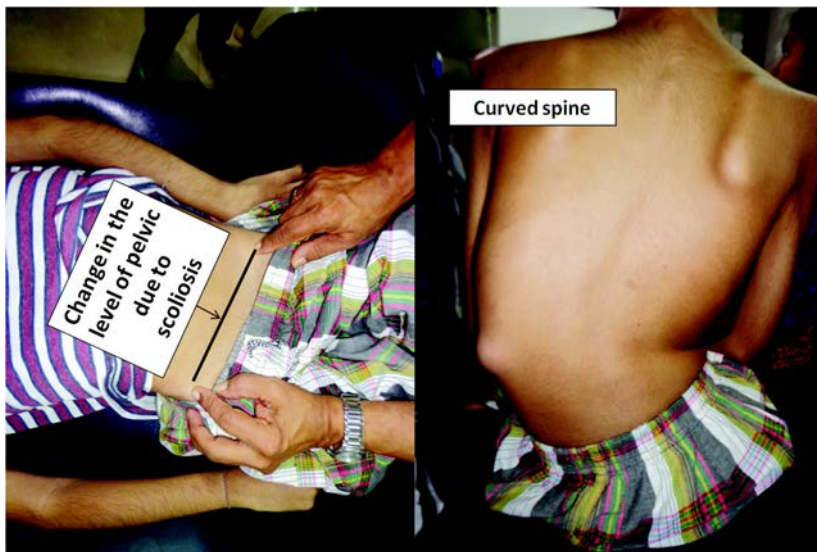 Change in the
level of pelvic
due to
scoliosis
Curved spine